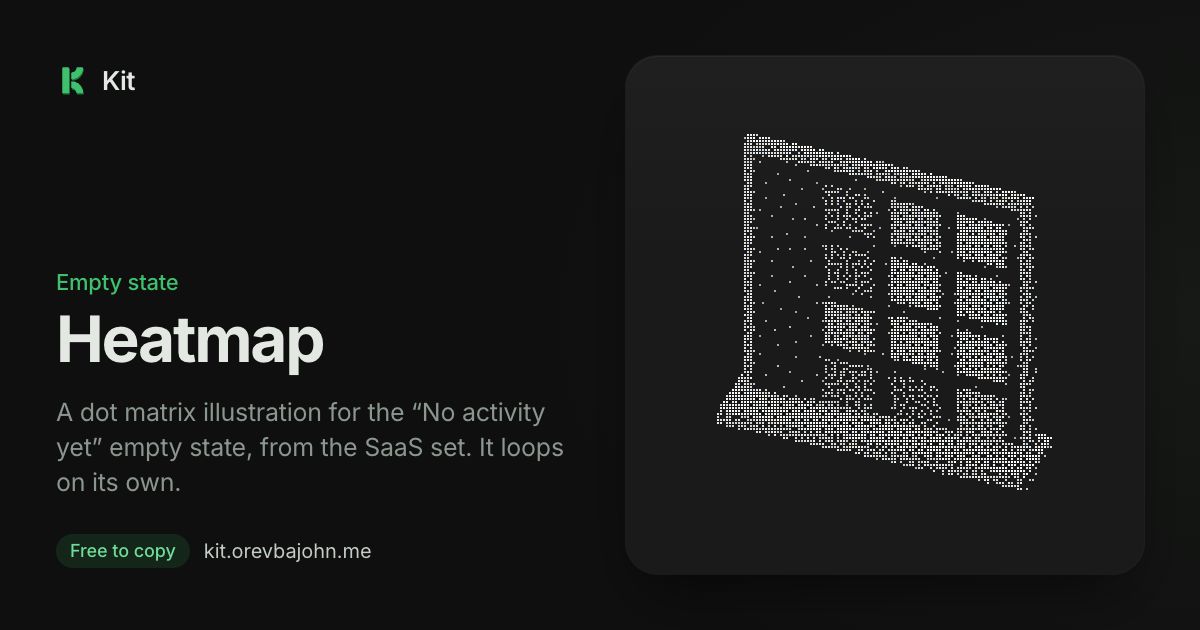 Kit
Empty state
Heatmap
A dot matrix illustration for the “No activity
yet” empty state, from the SaaS set. It loops
on its own.
Free to copy
kit.orevbajohn.me